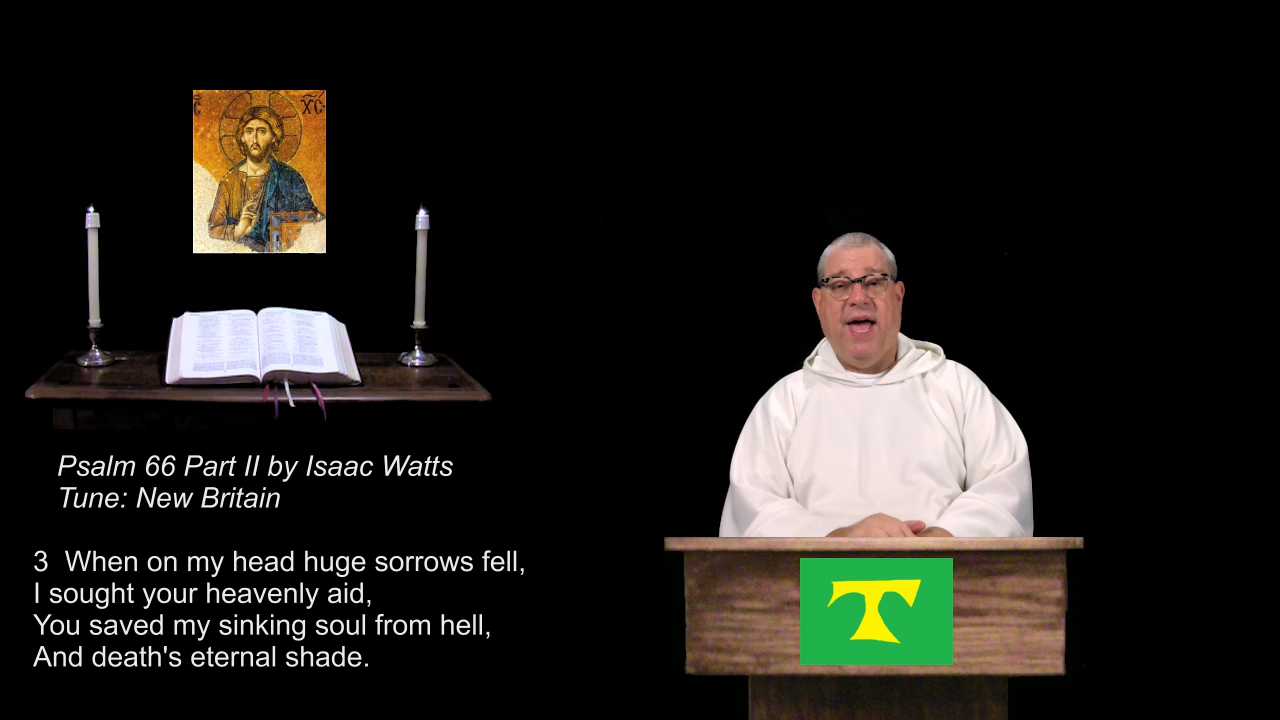 XC
Psalm 66 Part II by Isaac Watts
Tune: New Britain
3 When on my head huge sorrows fell,
I sought your heavenly aid,
You saved my sinking soul from hell,
And death's eternal shade.
T